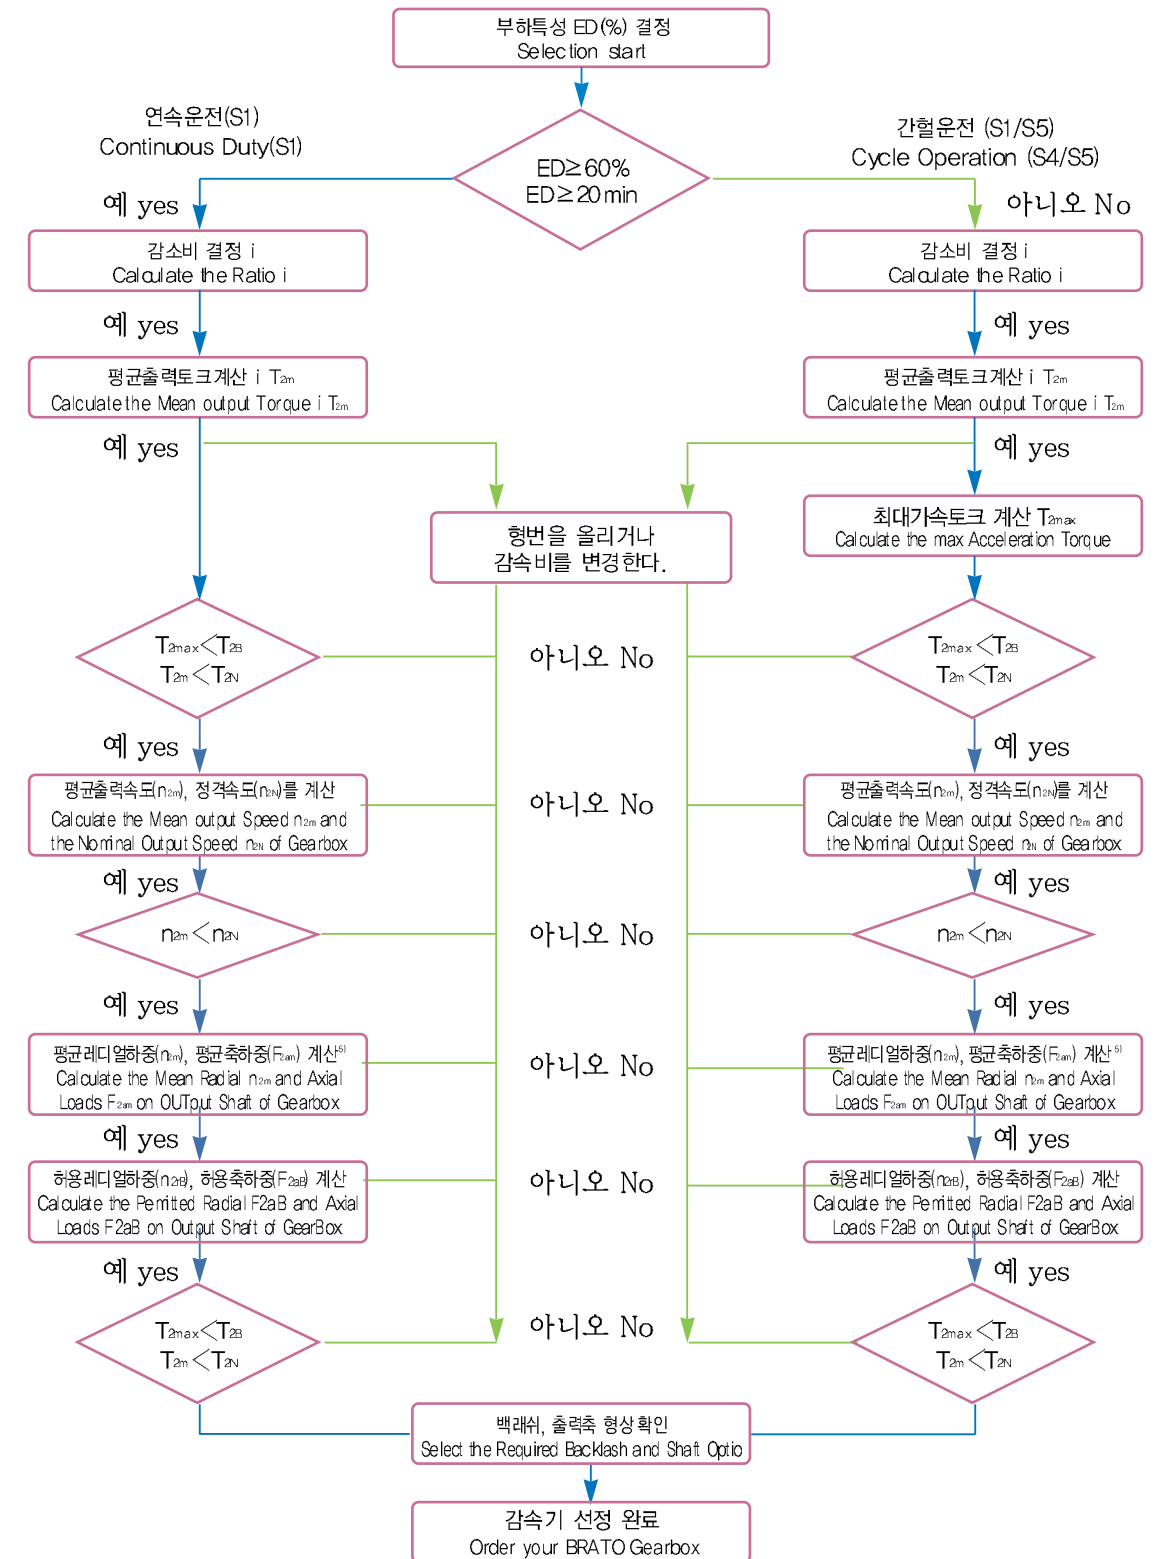 부하특성 ED(%) 결정
Selection start
연속운전(S1)
Continuous Duty(S1)
간헐운전 (S1/S5)
Cycle Operation (S4/S5)
ED≥60%
ED≥20min
예 yes
아니오 No
감소비 결정 i
Calculate the Ratio i
감소비 결정 i
Calculate the Ratio i
예 yes
예 yes
평균출력토크계산 i T2m
Calculate the Mean output Torque i T2m
평균출력토크계산 i T2m
Calculate the Mean output Torque i T2m
예 yes
예 yes
형번을 올리거나
감속비를 변경한다.
최대가속토크 계산 T2max
Calculate the max Acceleration Torque
T2max<T2B
T2m<T2N
아니오 No
T2max<T2B
T2m<T2N
예 yes
예 yes
평균출력속도(n2m), 정격속도(n2N)를 계산
Calculate the Mean output Speed n2m and
the Nominal Output Speed n2N of Gearbox
아니오 No
평균출력속도(n2m), 정격속도(n2N)를 계산
Calculate the Mean output Speed n2m and
the Nominal Output Speed n2N of Gearbox
예 yes
예 yes
n2m<n2N
아니오 No
n2m<n2N
예 yes
예 yes
평균레디얼하중(n2m), 평균축하중(F2am) 계산5)
Calculate the Mean Radial n2m and Axial
Loads F2am on OUTput Shaft of Gearbox
아니오 No
평균레디얼하중(n2m), 평균축하중(F2am) 계산5)
Calculate the Mean Radial n2m and Axial
Loads F2am on OUTput Shaft of Gearbox
예 yes
예 yes
허용레디얼하중(n2rB), 허용축하중(F2aB) 계산
Calculate the Pemitted Radial F2aB and Axial
Loads F2aB on Output Shaft of GearBox
아니오 No
허용레디얼하중(n2rB), 허용축하중(F2aB) 계산
Calculate the Pemitted Radial F2aB and Axial
Loads F2aB on Output Shaft of GearBox
예 yes
예 yes
T2max<T2B
T2m<T2N
아니오 No
T2max<T2B
T2m<T2N
백래쉬, 출력축 형상확인
Select the Required Backlash and Shaft Optio
감속기 선정 완료
Order your BRATO Gearbox